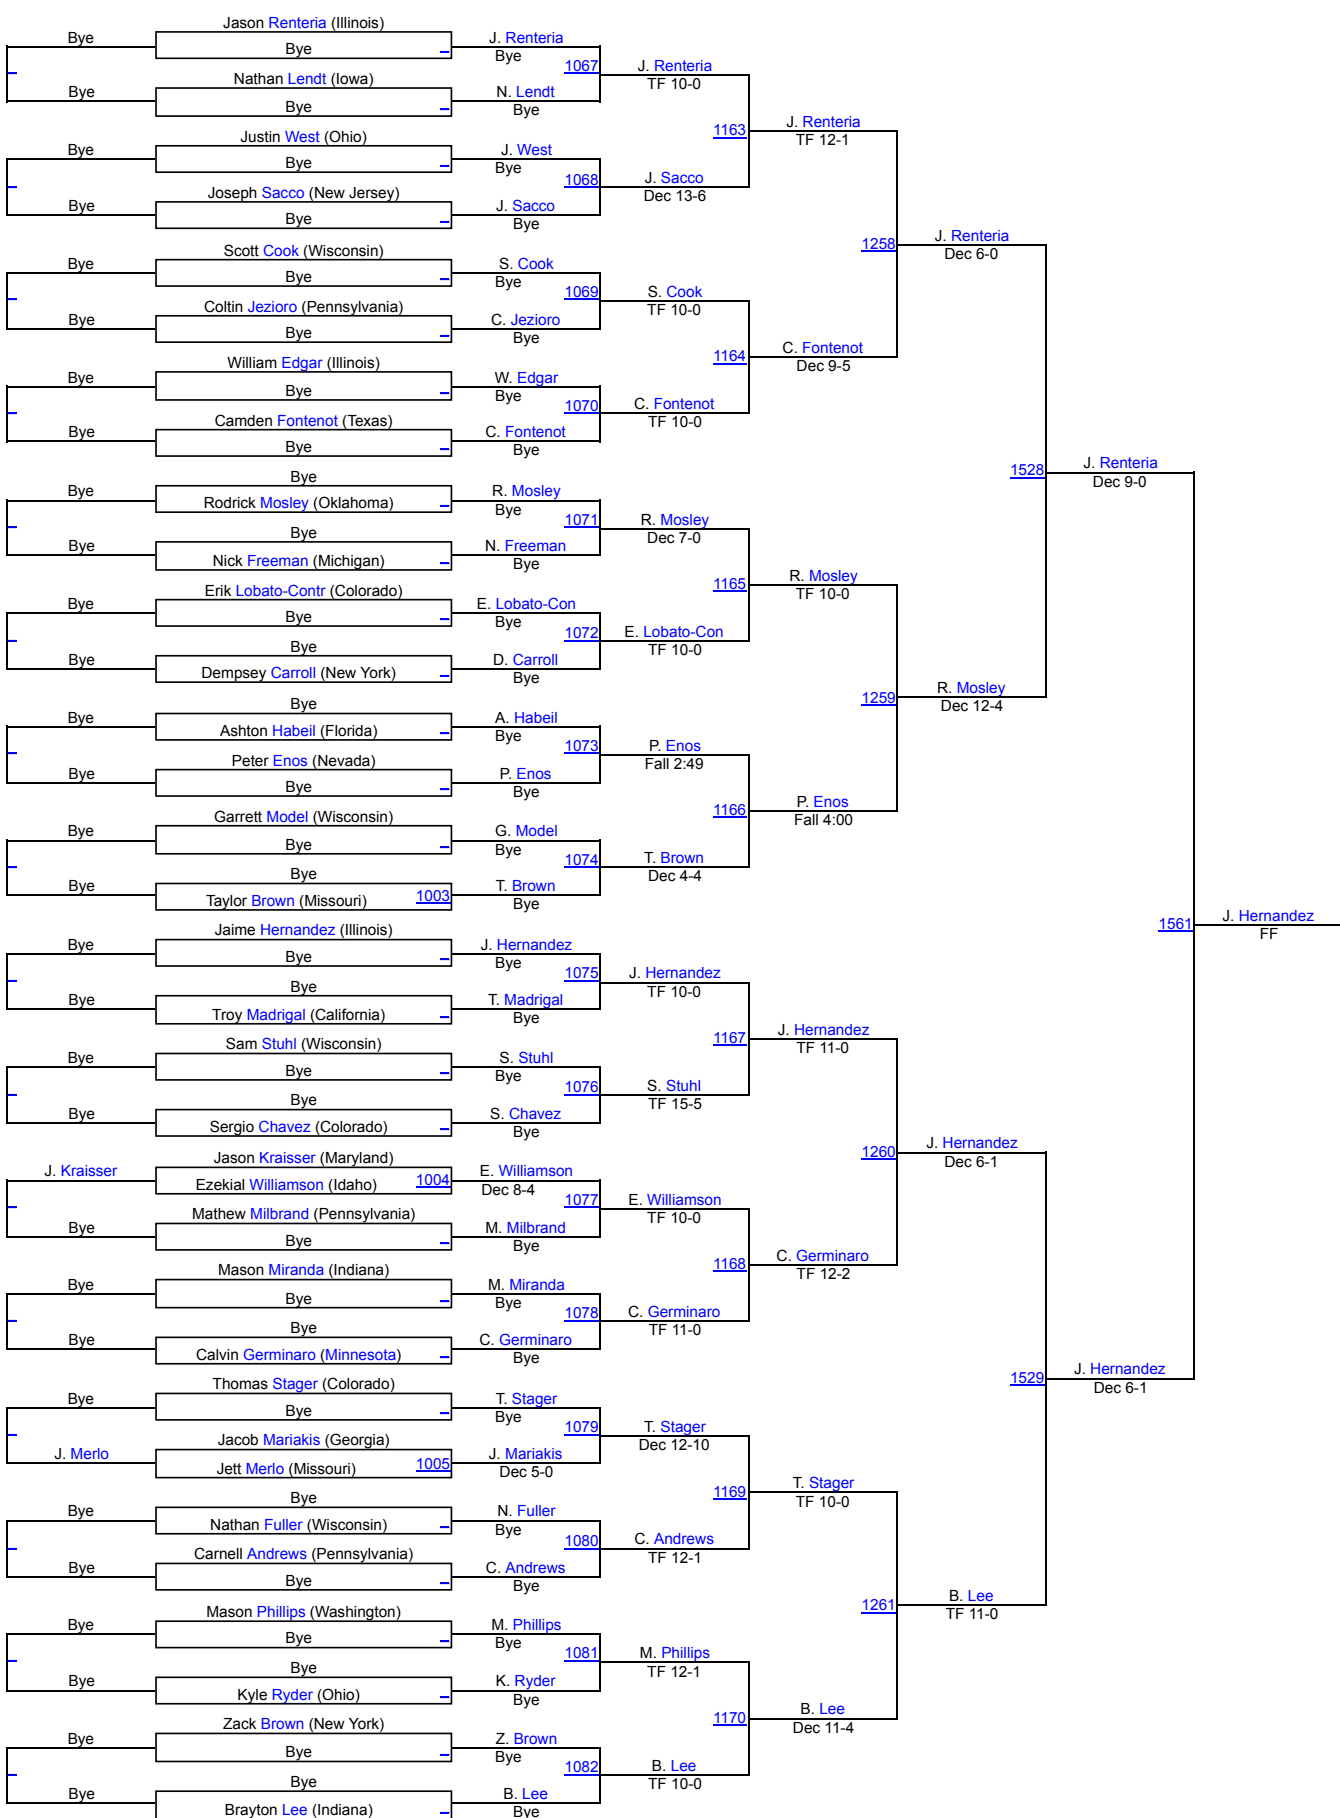 Jason Renteria (Illinois)
Bye
Bye
J. Renteria
Bye
1067
J. Renteria
TF 10-0
Nathan Lendt (Iowa)
Bye
Bye
N. Lendt
Bye
1163
J. Renteria
TF 12-1
Justin West (Ohio)
Bye
Bye
J. West
Bye
1068
J. Sacco
Dec 13-6
Joseph Sacco (New Jersey)
Bye
Bye
J. Sacco
Bye
1258
J. Renteria
Dec 6-0
Scott Cook (Wisconsin)
Bye
Bye
S. Cook
Bye
1069
S. Cook
TF 10-0
Coltin Jezioro (Pennsylvania)
Bye
Bye
C. Jezioro
Bye
1164
C. Fontenot
Dec 9-5
William Edgar (Illinois)
Bye
Bye
W. Edgar
Bye
1070
C. Fontenot
TF 10-0
Camden Fontenot (Texas)
Bye
Bye
C. Fontenot
Bye
1528
J. Renteria
Dec 9-0
Bye
Bye
Rodrick Mosley (Oklahoma)
R. Mosley
Bye
1071
R. Mosley
Dec 7-0
Bye
Bye
Nick Freeman (Michigan)
N. Freeman
Bye
1165
R. Mosley
TF 10-0
Erik Lobato-Contr (Colorado)
Bye
Bye
E. Lobato-Con
Bye
1072
E. Lobato-Con
TF 10-0
Bye
Bye
Dempsey Carroll (New York)
D. Carroll
Bye
1259
R. Mosley
Dec 12-4
Bye
Bye
Ashton Habeil (Florida)
A. Habeil
Bye
1073
P. Enos
Fall 2:49
Peter Enos (Nevada)
Bye
Bye
P. Enos
Bye
1166
P. Enos
Fall 4:00
Garrett Model (Wisconsin)
Bye
Bye
G. Model
Bye
1074
T. Brown
Dec 4-4
Bye
Bye
Taylor Brown (Missouri)
1003
T. Brown
Bye
1561
J. Hernandez
FF
Jaime Hernandez (Illinois)
Bye
Bye
J. Hernandez
Bye
1075
J. Hernandez
TF 10-0
Bye
Bye
Troy Madrigal (California)
T. Madrigal
Bye
1167
J. Hernandez
TF 11-0
Sam Stuhl (Wisconsin)
Bye
Bye
S. Stuhl
Bye
1076
S. Stuhl
TF 15-5
Bye
Bye
Sergio Chavez (Colorado)
S. Chavez
Bye
1260
J. Hernandez
Dec 6-1
Jason Kraisser (Maryland)
J. Kraisser
Ezekial Williamson (Idaho)
1004
E. Williamson
Dec 8-4
1077
E. Williamson
TF 10-0
Mathew Milbrand (Pennsylvania)
Bye
Bye
M. Milbrand
Bye
1168
C. Germinaro
TF 12-2
Mason Miranda (Indiana)
Bye
Bye
M. Miranda
Bye
1078
C. Germinaro
TF 11-0
Bye
Bye
Calvin Germinaro (Minnesota)
C. Germinaro
Bye
1529
J. Hernandez
Dec 6-1
Thomas Stager (Colorado)
Bye
Bye
T. Stager
Bye
1079
T. Stager
Dec 12-10
Jacob Mariakis (Georgia)
J. Merlo
Jett Merlo (Missouri)
1005
J. Mariakis
Dec 5-0
1169
T. Stager
TF 10-0
Bye
Bye
Nathan Fuller (Wisconsin)
N. Fuller
Bye
1080
C. Andrews
TF 12-1
Carnell Andrews (Pennsylvania)
Bye
Bye
C. Andrews
Bye
1261
B. Lee
TF 11-0
Mason Phillips (Washington)
Bye
Bye
M. Phillips
Bye
1081
M. Phillips
TF 12-1
Bye
Bye
Kyle Ryder (Ohio)
K. Ryder
Bye
1170
B. Lee
Dec 11-4
Zack Brown (New York)
Bye
Bye
Z. Brown
Bye
1082
B. Lee
TF 10-0
Bye
Bye
Brayton Lee (Indiana)
B. Lee
Bye